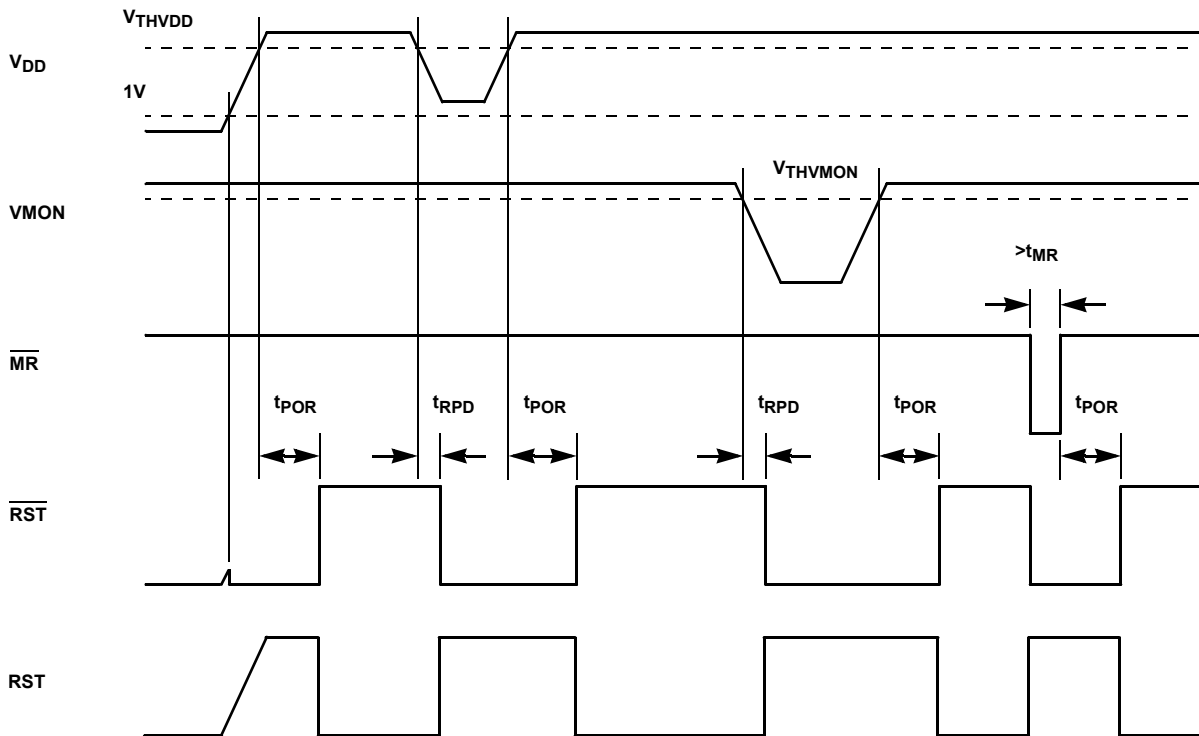 VTHVDD
VDD
1V
VTHVMON
VMON
>tMR
MR
tPOR tRPD tPOR tRPD tPOR tPOR
RST
RST